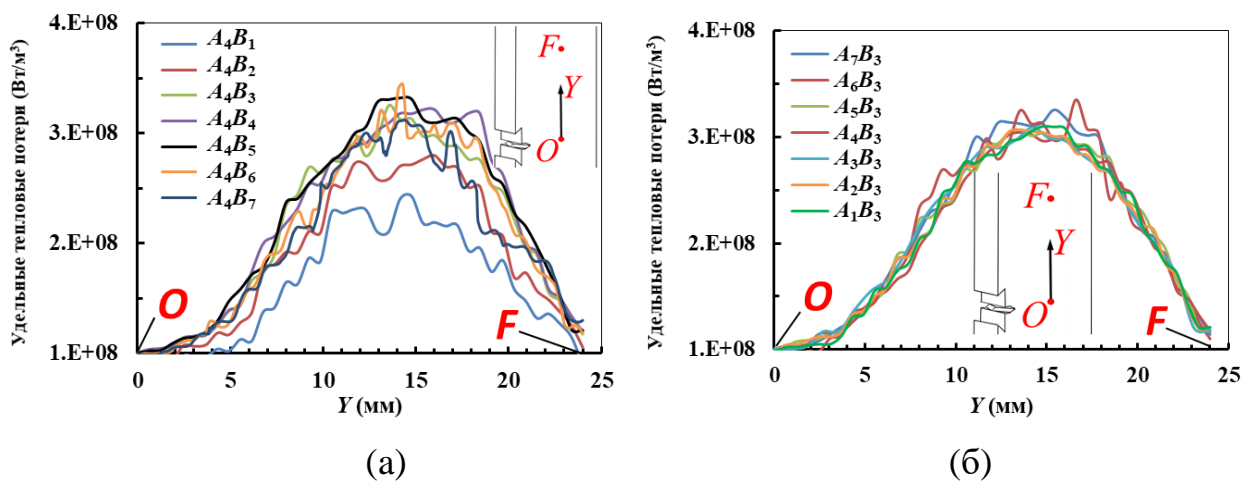 4.E+08
3.E+08
2.E+08
1.E+08
Удельные тепловые потери (Вт/м³)
A₄B₁
A₄B₂
A₄B₃
A₄B₄
A₄B₅
A₄B₆
A₄B₇
F
Y
O
O
F
0 5 10 15 20 25
Y (мм)
(а)
4.E+08
3.E+08
2.E+08
1.E+08
Удельные тепловые потери (Вт/м³)
A₇B₃
A₆B₃
A₅B₃
A₄B₃
A₃B₃
A₂B₃
A₁B₃
F
Y
O
O
F
0 5 10 15 20 25
Y (мм)
(б)